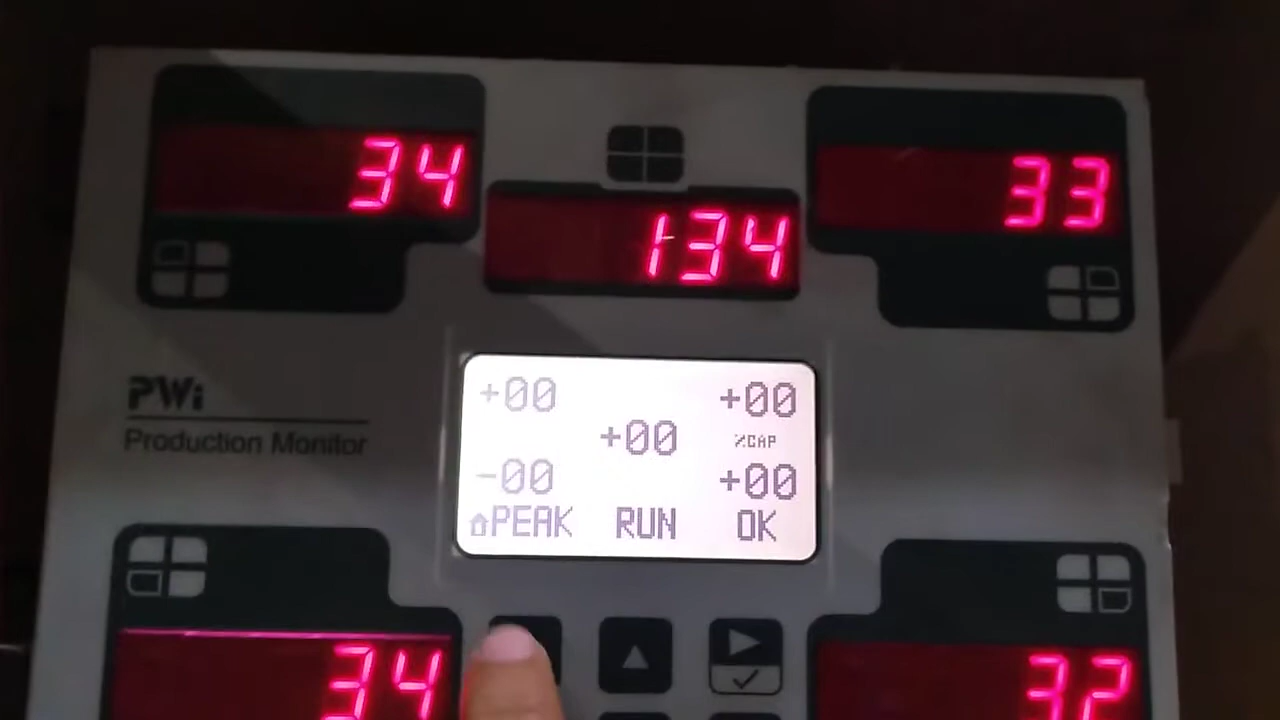 34
33
134
+00 +00
+00 %CAP
-00 +00
PEAK RUN OK
PWi
Production Monitor
34
32